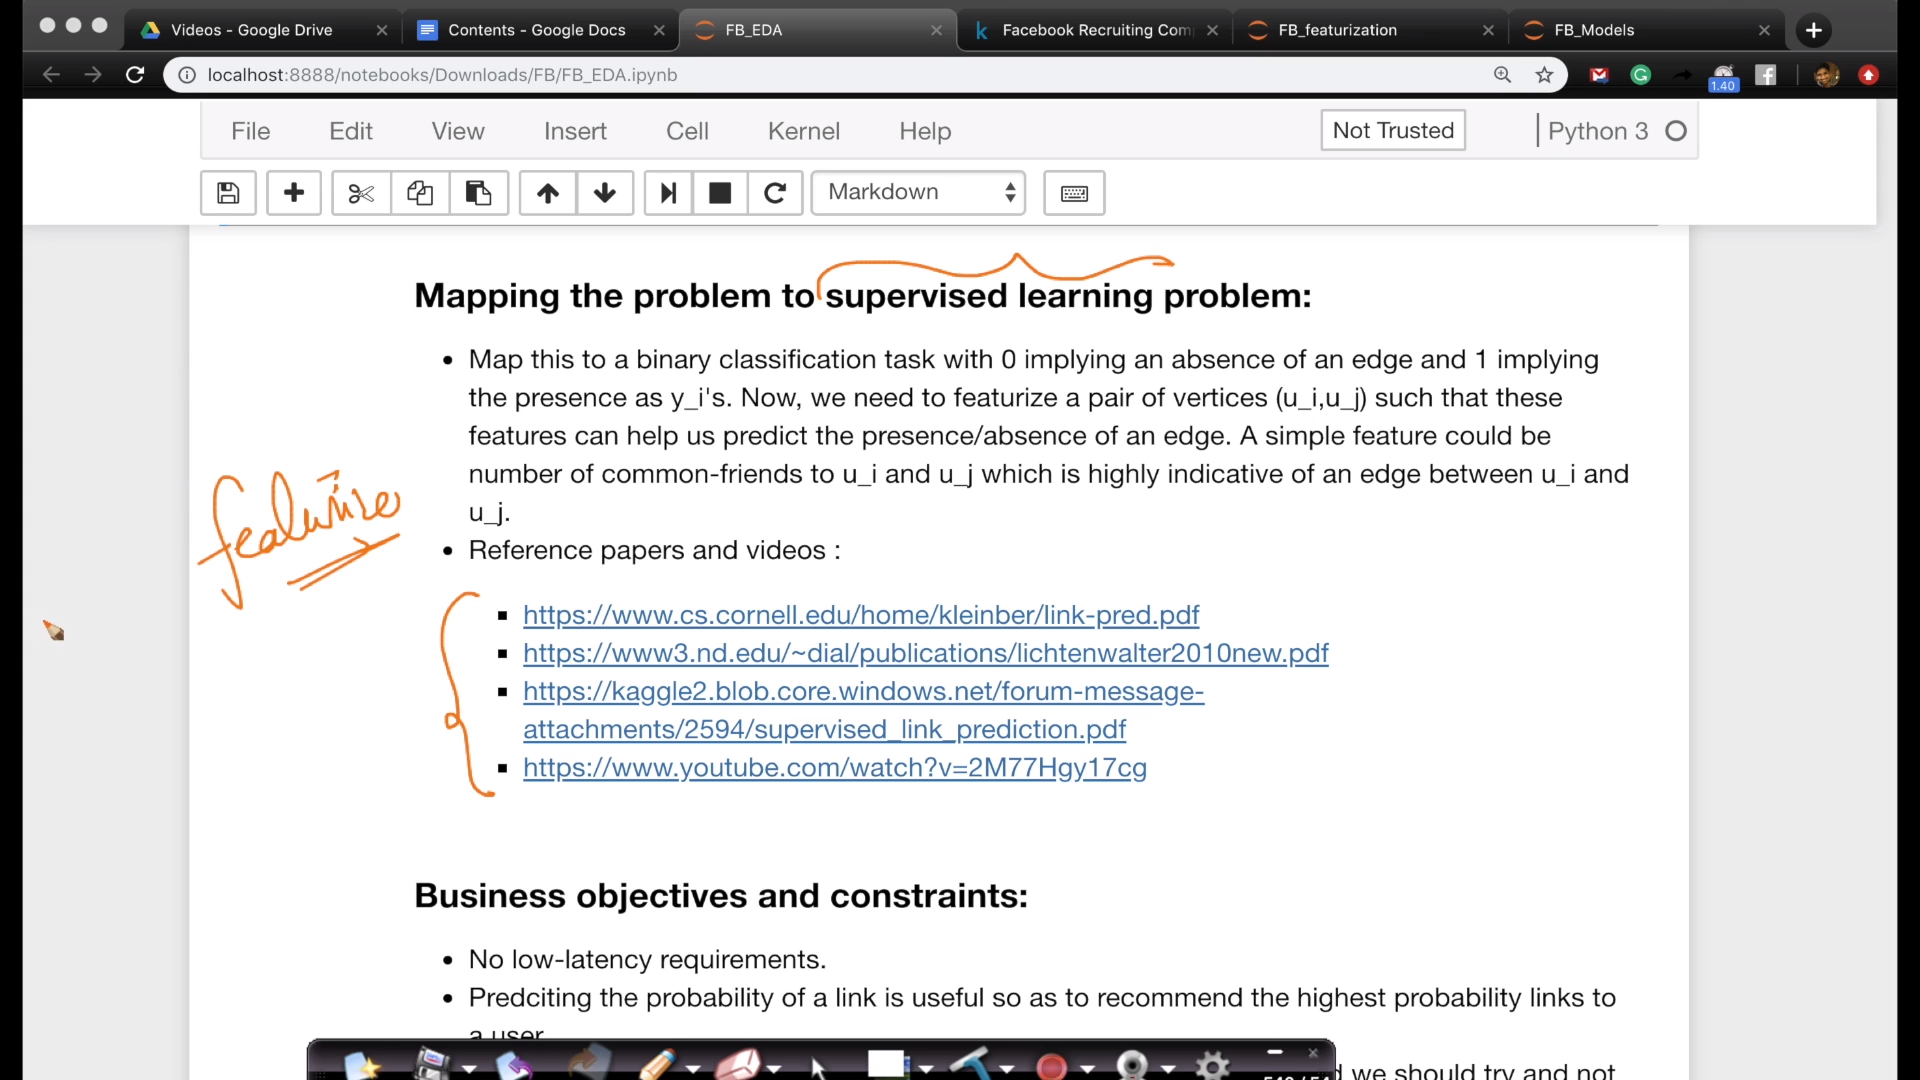 Videos - Google Drive
Contents - Google Docs
FB_EDA
Facebook Recruiting Com
FB_featurization
FB_Models
localhost:8888/notebooks/Downloads/FB/FB_EDA.ipynb
1.40
File Edit View Insert Cell Kernel Help
Not Trusted
Python 3
Markdown
Mapping the problem to supervised learning problem:
Map this to a binary classification task with 0 implying an absence of an edge and 1 implying
the presence as y_i's. Now, we need to featurize a pair of vertices (u_i,u_j) such that these
features can help us predict the presence/absence of an edge. A simple feature could be
number of common-friends to u_i and u_j which is highly indicative of an edge between u_i and
u_j.
featurize
Reference papers and videos :
https://www.cs.cornell.edu/home/kleinber/link-pred.pdf
https://www3.nd.edu/~dial/publications/lichtenwalter2010new.pdf
https://kaggle2.blob.core.windows.net/forum-message-
attachments/2594/supervised_link_prediction.pdf
https://www.youtube.com/watch?v=2M77Hgy17cg
Business objectives and constraints:
No low-latency requirements.
Predciting the probability of a link is useful so as to recommend the highest probability links to
a user.
we should try and not